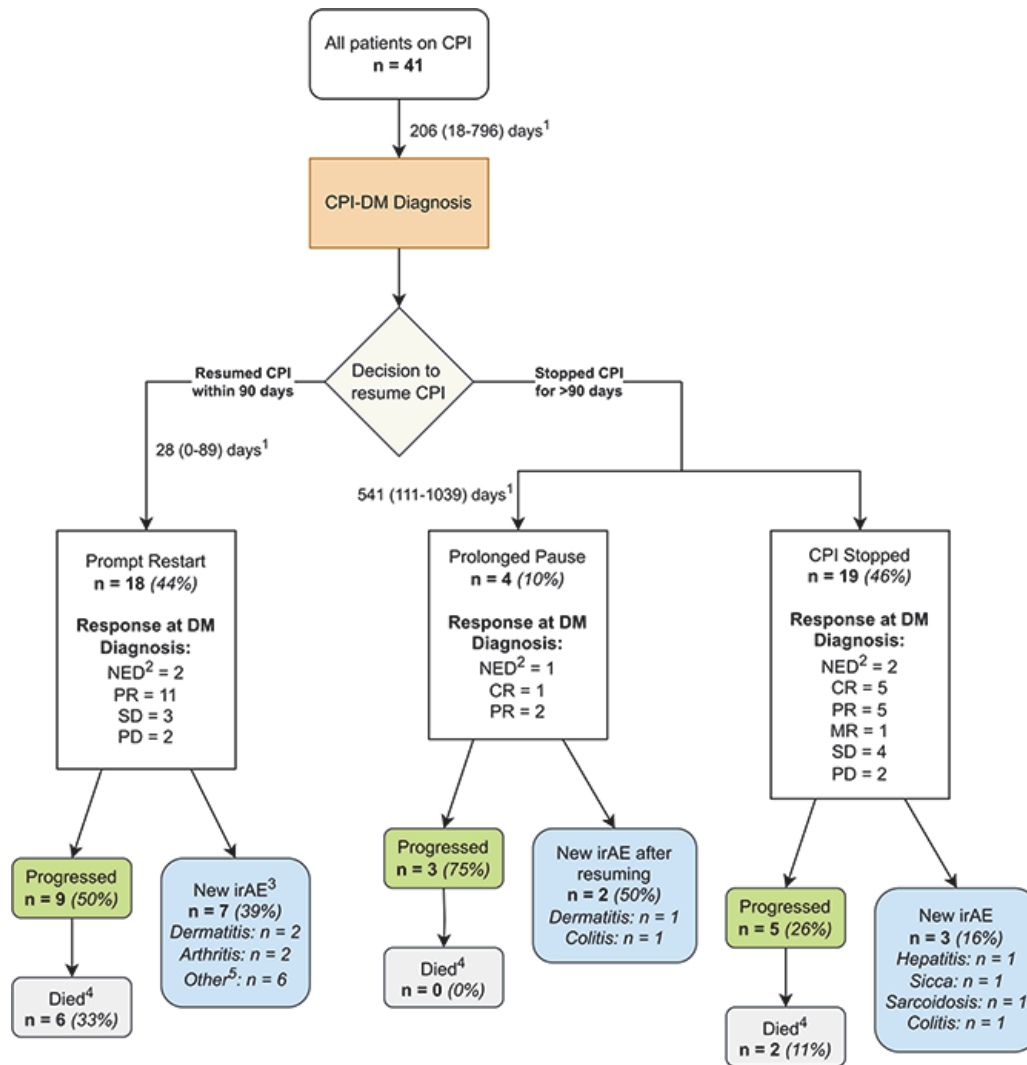 All patients on CPI
n = 41
206 (18-796) days¹
CPI-DM Diagnosis
Decision to
resume CPI
Resumed CPI
within 90 days
Stopped CPI
for >90 days
28 (0-89) days¹
541 (111-1039) days¹
Prompt Restart
n = 18 (44%)
Response at DM
Diagnosis:
NED² = 2
PR = 11
SD = 3
PD = 2
Prolonged Pause
n = 4 (10%)
Response at DM
Diagnosis:
NED² = 1
CR = 1
PR = 2
CPI Stopped
n = 19 (46%)
Response at DM
Diagnosis:
NED² = 2
CR = 5
PR = 5
MR = 1
SD = 4
PD = 2
Progressed
n = 9 (50%)
New irAE³
n = 7 (39%)
Dermatitis: n = 2
Arthritis: n = 2
Other⁵: n = 6
Died⁴
n = 6 (33%)
Progressed
n = 3 (75%)
New irAE after
resuming
n = 2 (50%)
Dermatitis: n = 1
Colitis: n = 1
Died⁴
n = 0 (0%)
Progressed
n = 5 (26%)
New irAE
n = 3 (16%)
Hepatitis: n = 1
Sicca: n = 1
Sarcoidosis: n = 1
Colitis: n = 1
Died⁴
n = 2 (11%)